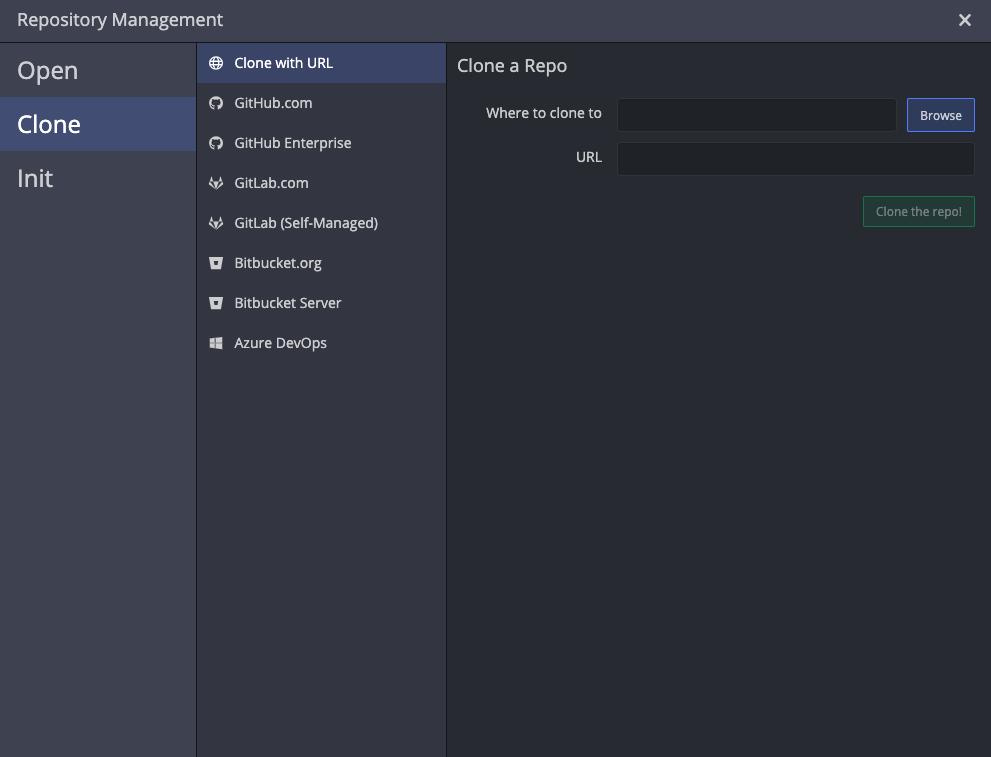 Repository Management
Open
Clone
Init
Clone with URL
GitHub.com
GitHub Enterprise
GitLab.com
GitLab (Self-Managed)
Bitbucket.org
Bitbucket Server
Azure DevOps
Clone a Repo
Where to clone to
Browse
URL
Clone the repo!